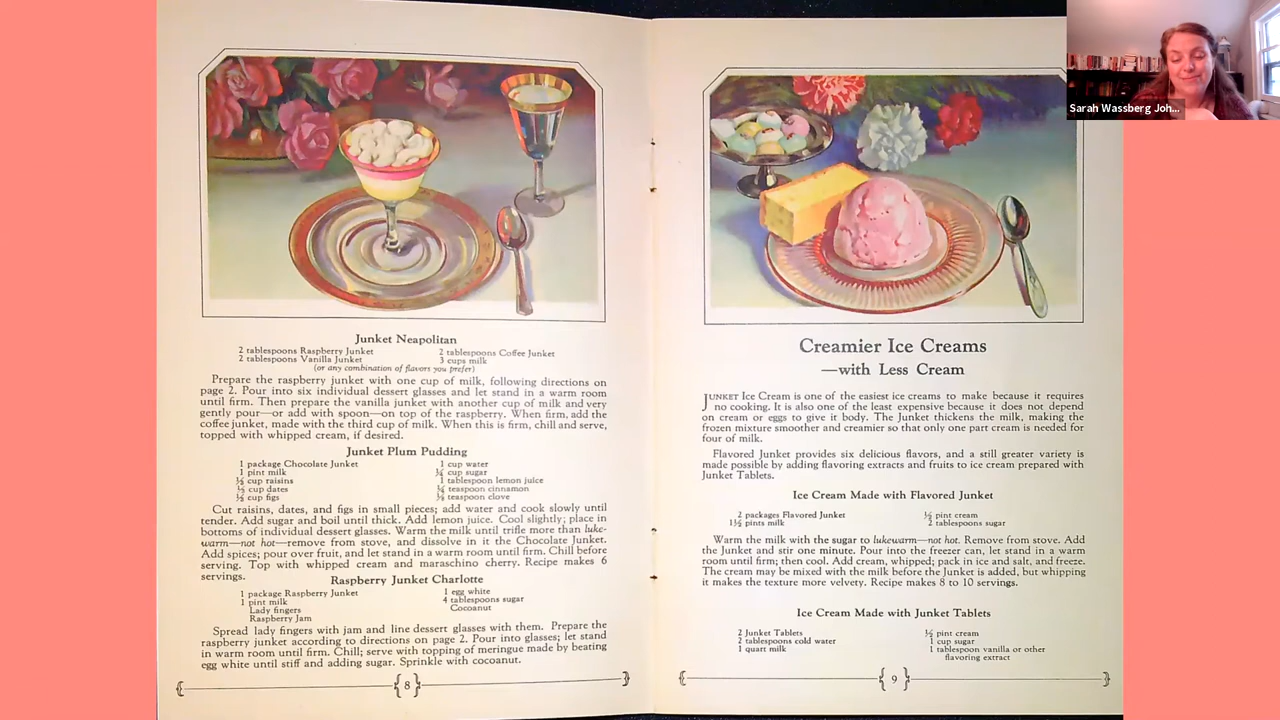 Sarah Wassberg Joh...
Junket Neapolitan
2 tablespoons Raspberry Junket
2 tablespoons Vanilla Junket
2 tablespoons Coffee Junket
3 cups milk
(or any combination of flavors you prefer)
Prepare the raspberry junket with one cup of milk, following directions on
page 2. Pour into six individual dessert glasses and let stand in a warm room
until firm. Then prepare the vanilla junket with another cup of milk and very
gently pour—or add with spoon—on top of the raspberry. When firm, add the
coffee junket, made with the third cup of milk. When this is firm, chill and serve,
topped with whipped cream, if desired.
Junket Plum Pudding
1 package Chocolate Junket
1 pint milk
½ cup raisins
½ cup dates
½ cup figs
1 cup water
¼ cup sugar
1 tablespoon lemon juice
¼ teaspoon cinnamon
⅛ teaspoon clove
Cut raisins, dates, and figs in small pieces; add water and cook slowly until
tender. Add sugar and boil until thick. Add lemon juice. Cool slightly; place in
bottoms of individual dessert glasses. Warm the milk until trifle more than luke-
warm—not hot—remove from stove, and dissolve in it the Chocolate Junket.
Add spices; pour over fruit, and let stand in a warm room until firm. Chill before
serving. Top with whipped cream and maraschino cherry. Recipe makes 6
servings.
Raspberry Junket Charlotte
1 package Raspberry Junket
1 pint milk
Lady fingers
Raspberry Jam
1 egg white
4 tablespoons sugar
Cocoanut
Spread lady fingers with jam and line dessert glasses with them. Prepare the
raspberry junket according to directions on page 2. Pour into glasses; let stand
in warm room until firm. Chill; serve with topping of meringue made by beating
egg white until stiff and adding sugar. Sprinkle with cocoanut.
8
Creamier Ice Creams
—with Less Cream
JUNKET Ice Cream is one of the easiest ice creams to make because it requires
no cooking. It is also one of the least expensive because it does not depend
on cream or eggs to give it body. The Junket thickens the milk, making the
frozen mixture smoother and creamier so that only one part cream is needed for
four of milk.
Flavored Junket provides six delicious flavors, and a still greater variety is
made possible by adding flavoring extracts and fruits to ice cream prepared with
Junket Tablets.
Ice Cream Made with Flavored Junket
2 packages Flavored Junket
1½ pints milk
½ pint cream
2 tablespoons sugar
Warm the milk with the sugar to lukewarm—not hot. Remove from stove. Add
the Junket and stir one minute. Pour into the freezer can, let stand in a warm
room until firm; then cool. Add cream, whipped; pack in ice and salt, and freeze.
The cream may be mixed with the milk before the Junket is added, but whipping
it makes the texture more velvety. Recipe makes 8 to 10 servings.
Ice Cream Made with Junket Tablets
2 Junket Tablets
2 tablespoons cold water
1 quart milk
½ pint cream
1 cup sugar
1 tablespoon vanilla or other
flavoring extract
9